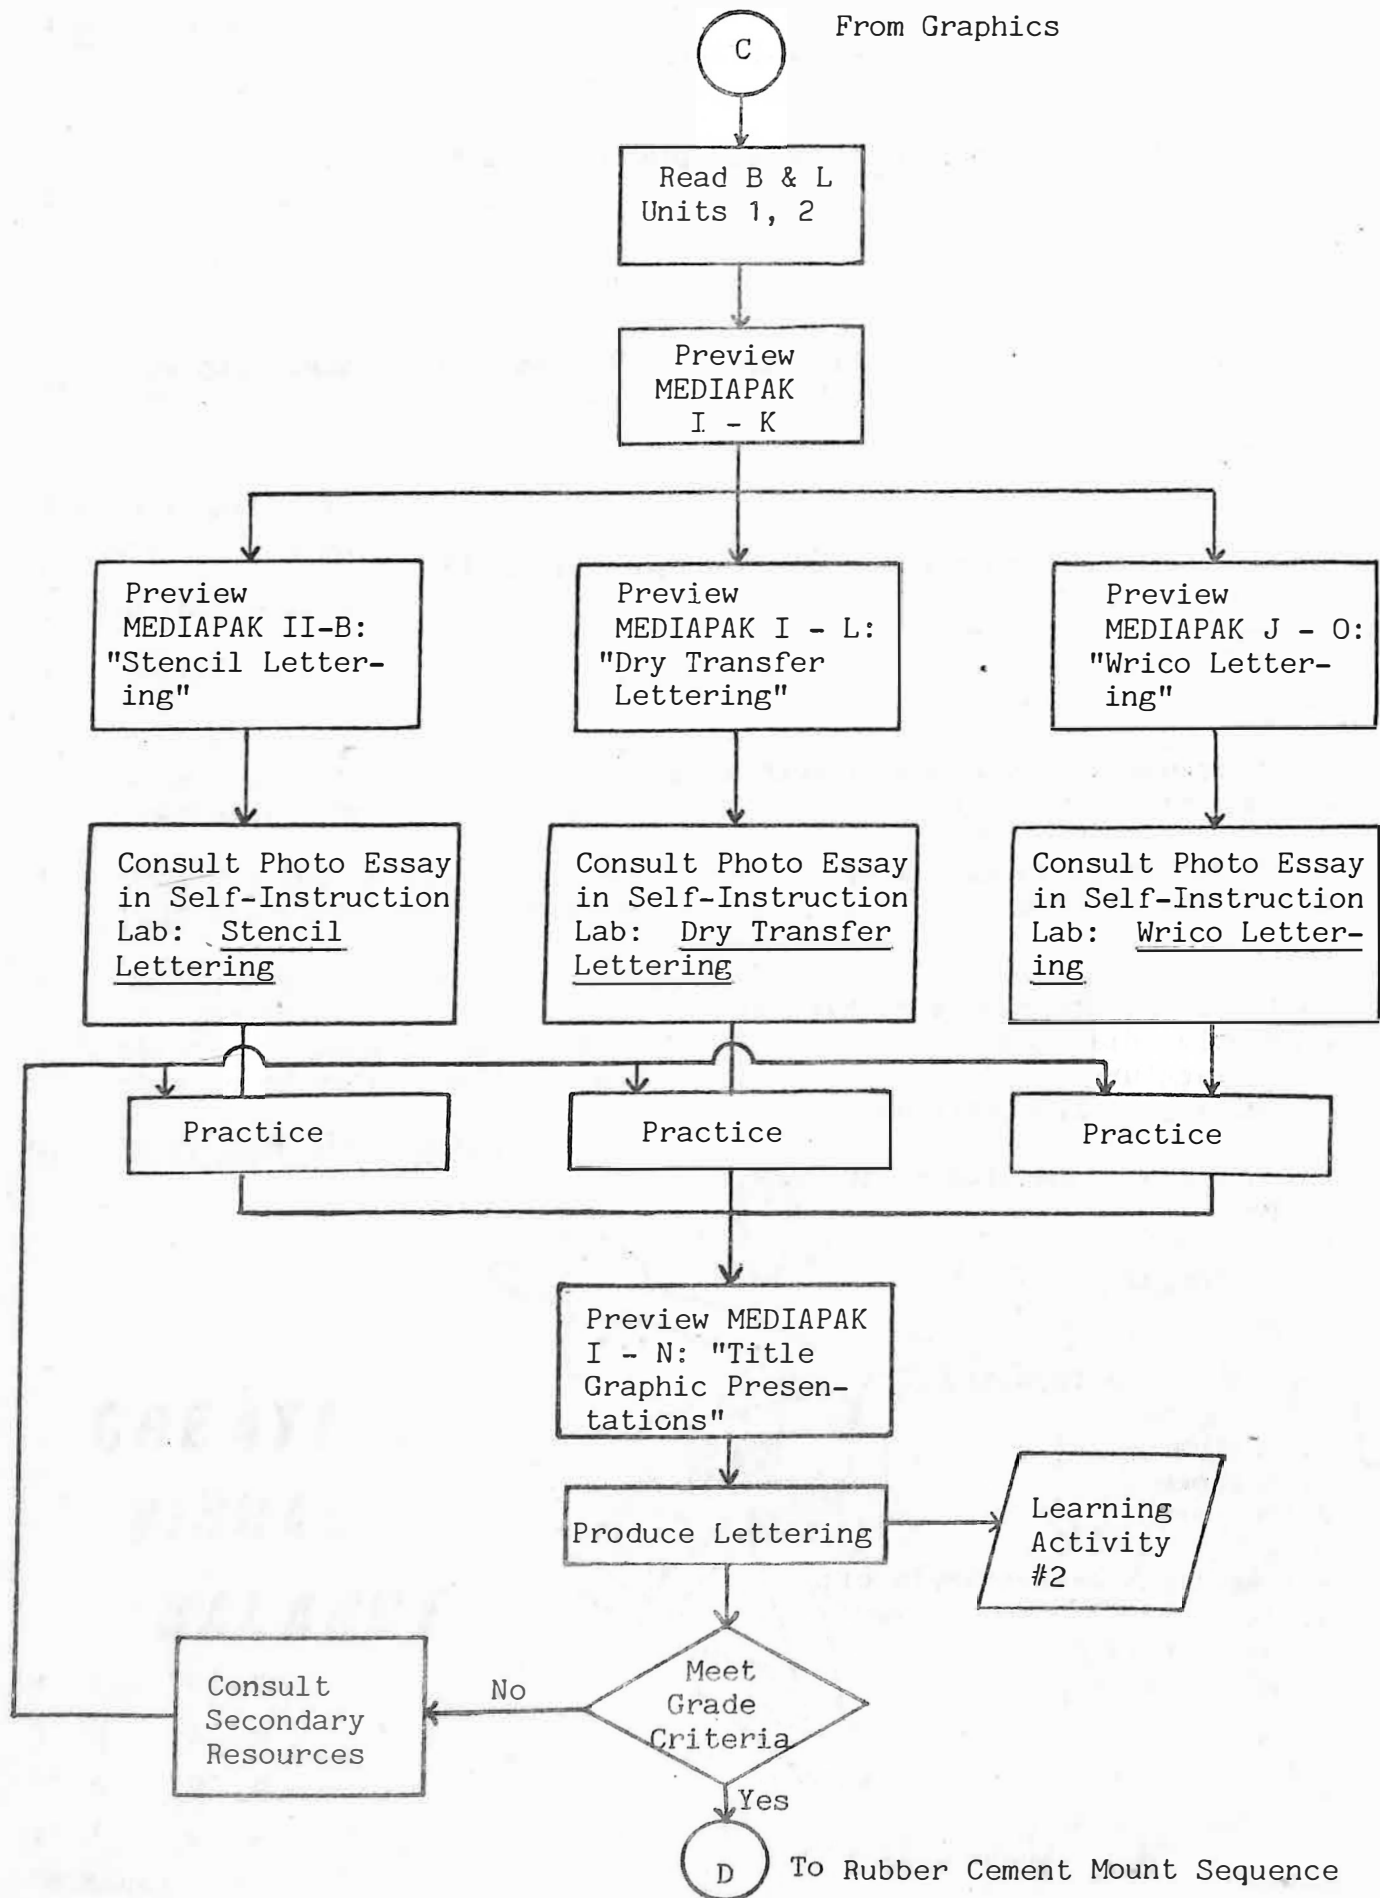 From Graphics
C
Read B & L
Units 1, 2
Preview
MEDIAPAK
I - K
Preview
MEDIAPAK II-B:
"Stencil Letter-
ing"
Preview
MEDIAPAK I - L:
"Dry Transfer
Lettering"
Preview
MEDIAPAK J - O:
"Wrico Letter-
ing"
Consult Photo Essay
in Self-Instruction
Lab: Stencil
Lettering
Consult Photo Essay
in Self-Instruction
Lab: Dry Transfer
Lettering
Consult Photo Essay
in Self-Instruction
Lab: Wrico Letter-
ing
Practice
Practice
Practice
Preview MEDIAPAK
I - N: "Title
Graphic Presen-
tations"
Produce Lettering
Learning
Activity
#2
Meet
Grade
Criteria
No
Consult
Secondary
Resources
Yes
D
To Rubber Cement Mount Sequence